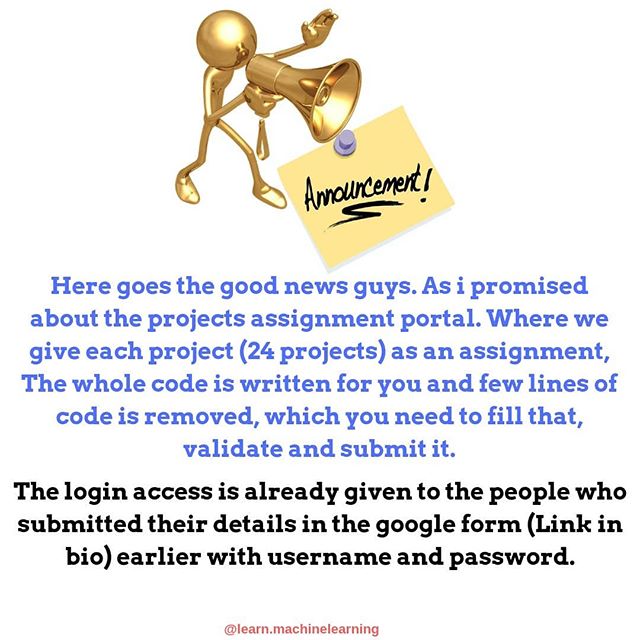 Announcement!
Here goes the good news guys. As i promised
about the projects assignment portal. Where we
give each project (24 projects) as an assignment,
The whole code is written for you and few lines of
code is removed, which you need to fill that,
validate and submit it.
The login access is already given to the people who
submitted their details in the google form (Link in
bio) earlier with username and password.
@learn.machinelearning